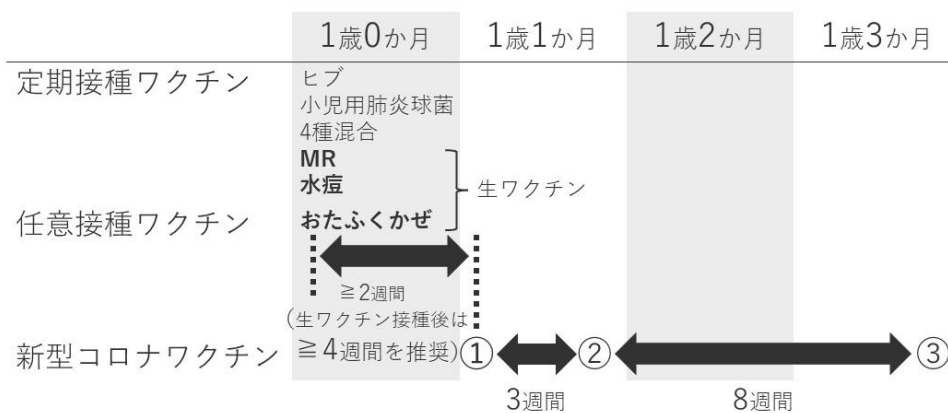 1歳0か月 1歳1か月 1歳2か月 1歳3か月
定期接種ワクチン ヒブ
小児用肺炎球菌
4種混合
MR
水痘
生ワクチン
任意接種ワクチン おたふくかぜ
≧2週間
(生ワクチン接種後は
≧4週間を推奨)
新型コロナワクチン ① ② ③
3週間 8週間